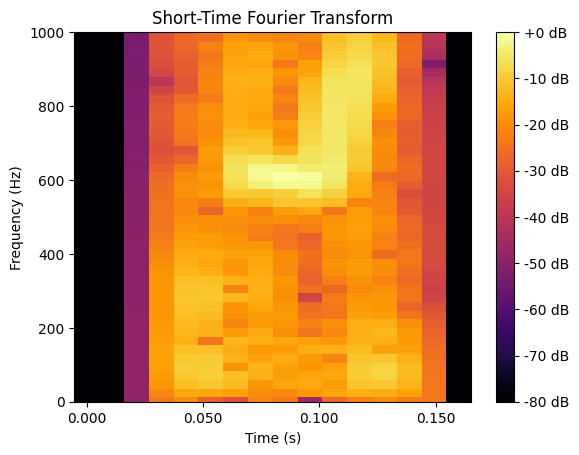 Short-Time Fourier Transform
1000
800
600
400
200
0
Frequency (Hz)
0.000
0.050
0.100
0.150
Time (s)
+0 dB
-10 dB
-20 dB
-30 dB
-40 dB
-50 dB
-60 dB
-70 dB
-80 dB